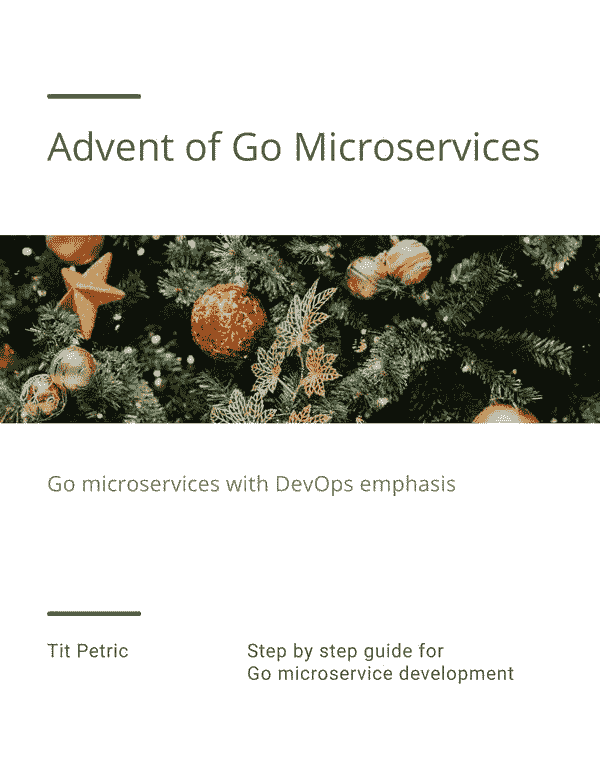 Advent of Go Microservices
Go microservices with DevOps emphasis
Tit Petric
Step by step guide for
Go microservice development